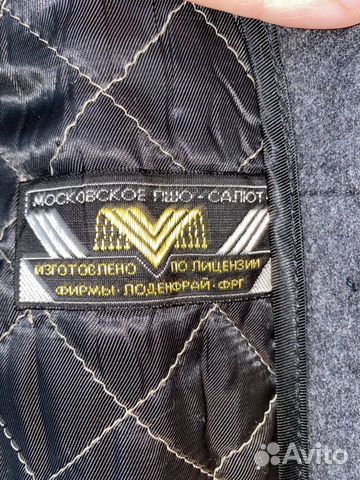 МОСКОВСКОЕ ПШО - САЛЮТ
ИЗГОТОВЛЕНО ПО ЛИЦЕНЗИИ
ФИРМЫ · ЛОДЕНФРАЙ · ФРГ
Avito